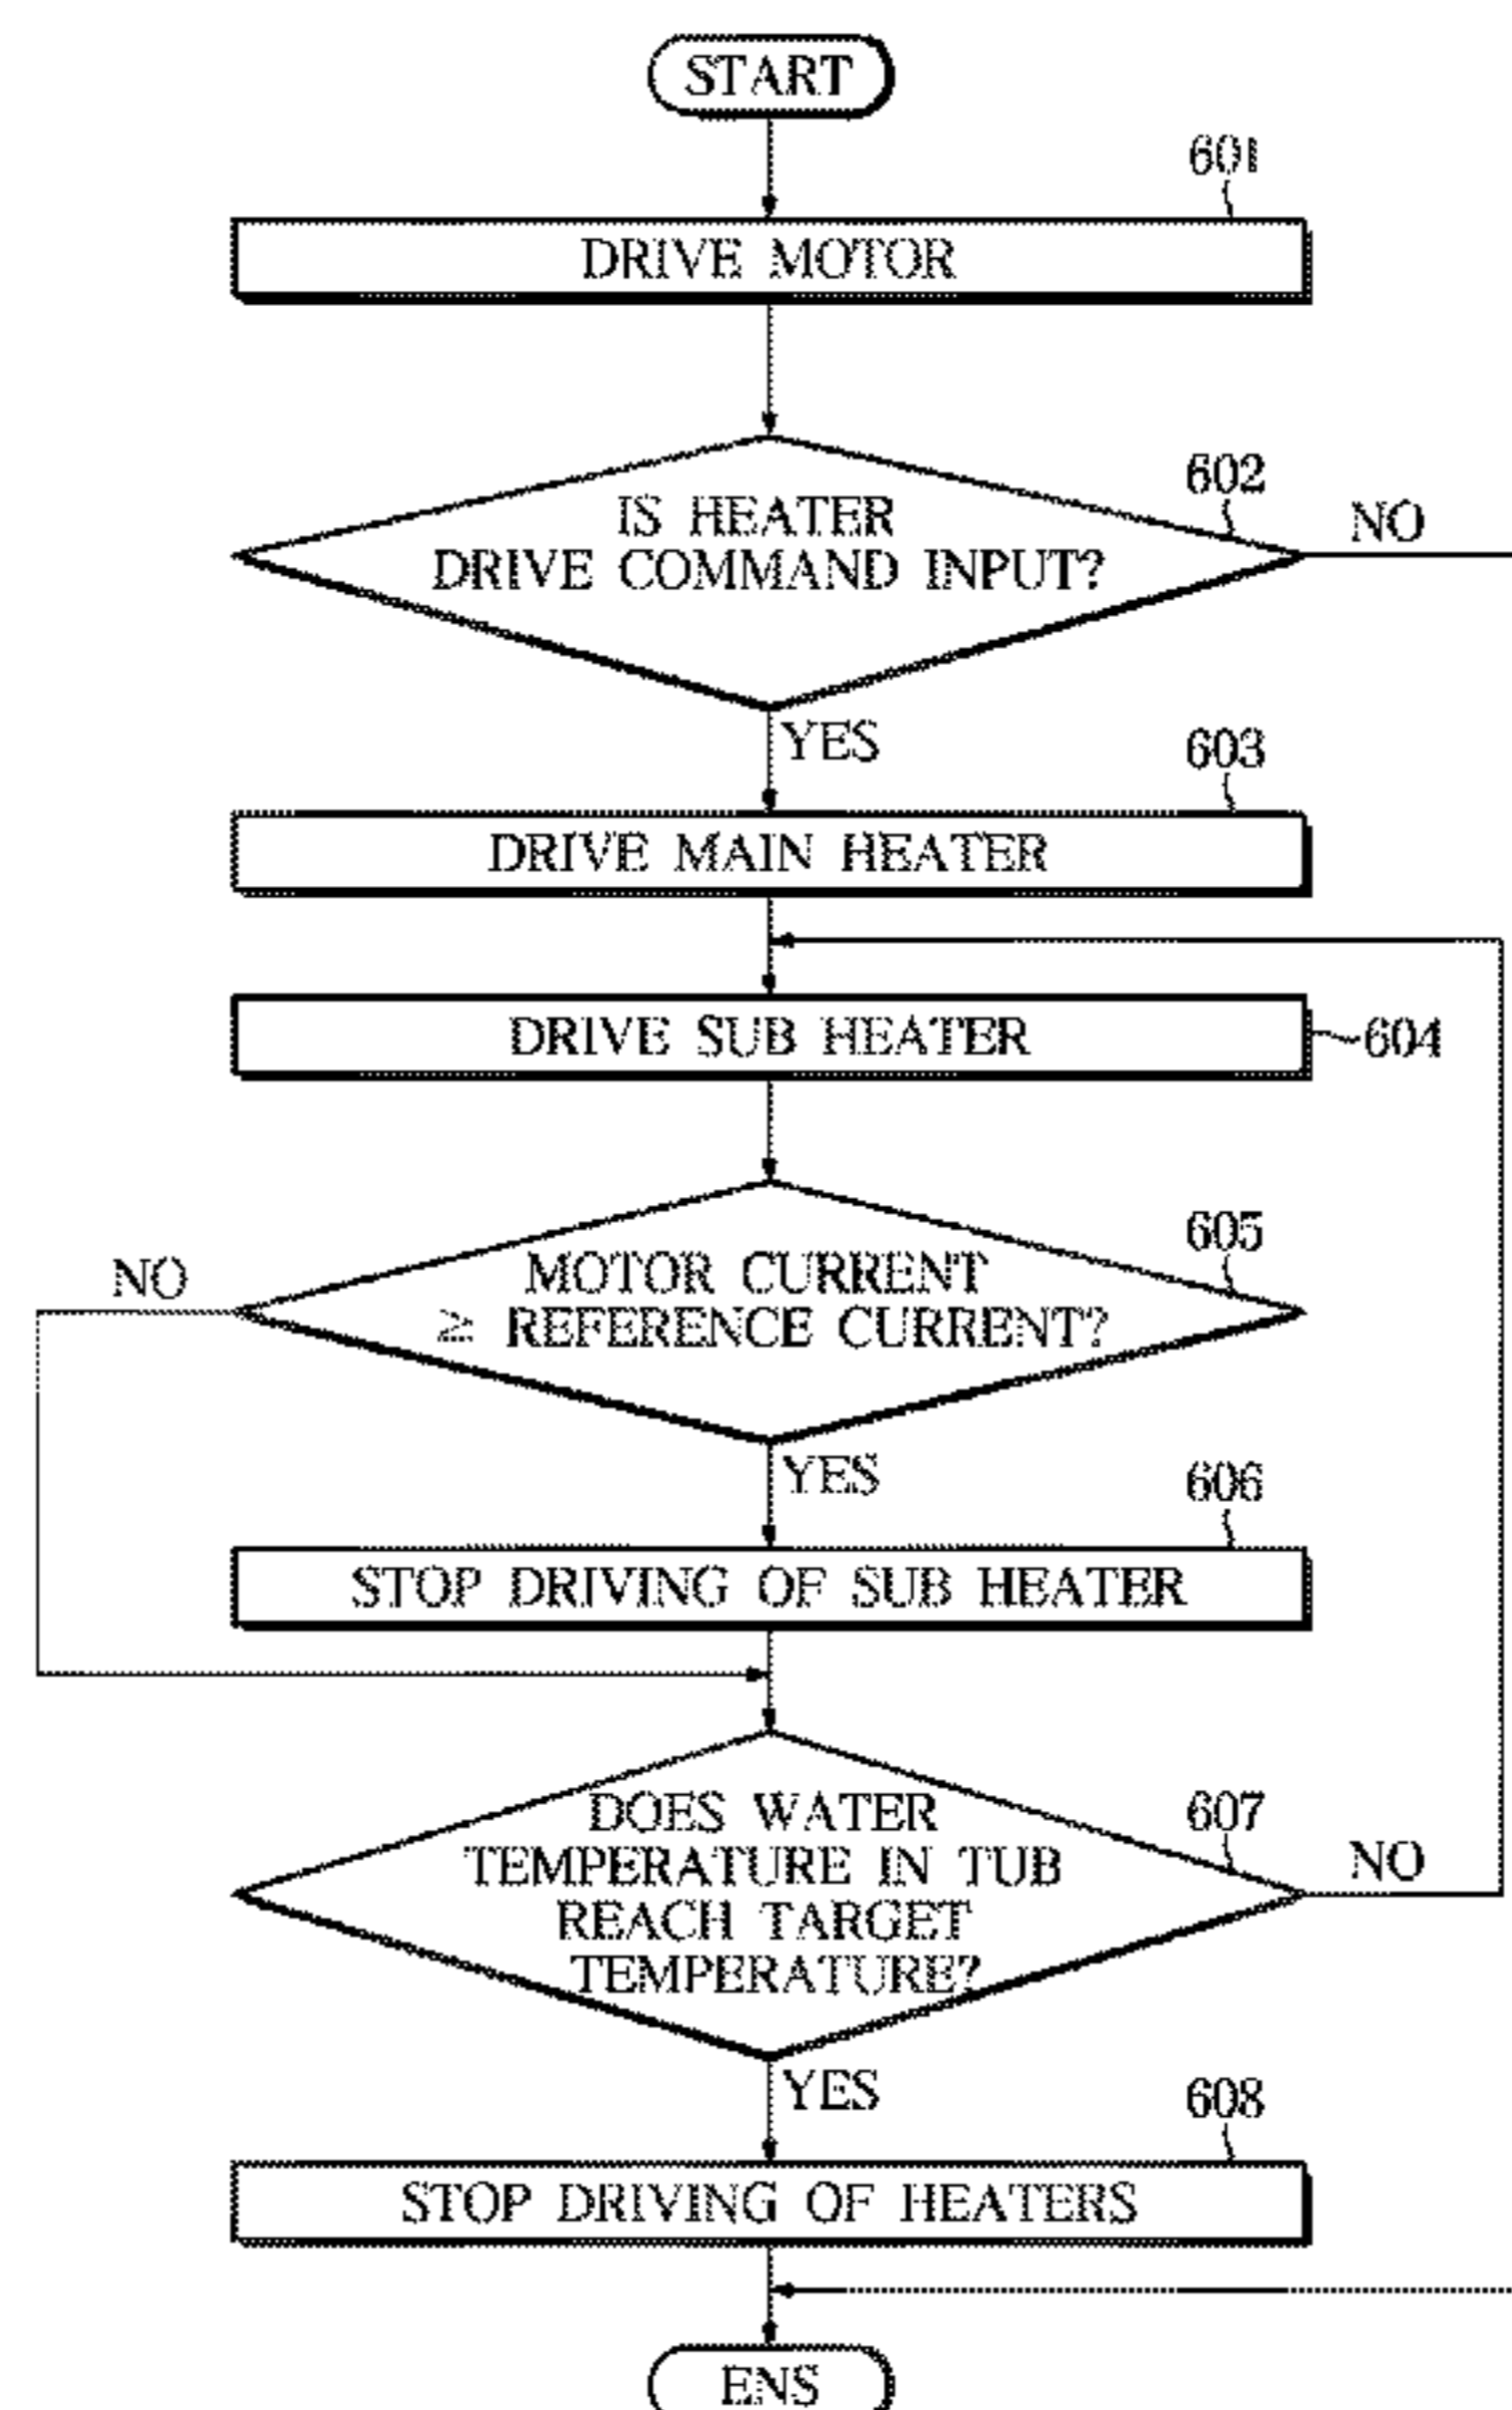 START
601
DRIVE MOTOR
602
IS HEATER
DRIVE COMMAND INPUT?
NO
YES
603
DRIVE MAIN HEATER
DRIVE SUB HEATER
604
605
NO
MOTOR CURRENT
≥ REFERENCE CURRENT?
YES
606
STOP DRIVING OF SUB HEATER
607
DOES WATER
TEMPERATURE IN TUB
REACH TARGET
TEMPERATURE?
NO
YES
608
STOP DRIVING OF HEATERS
ENS